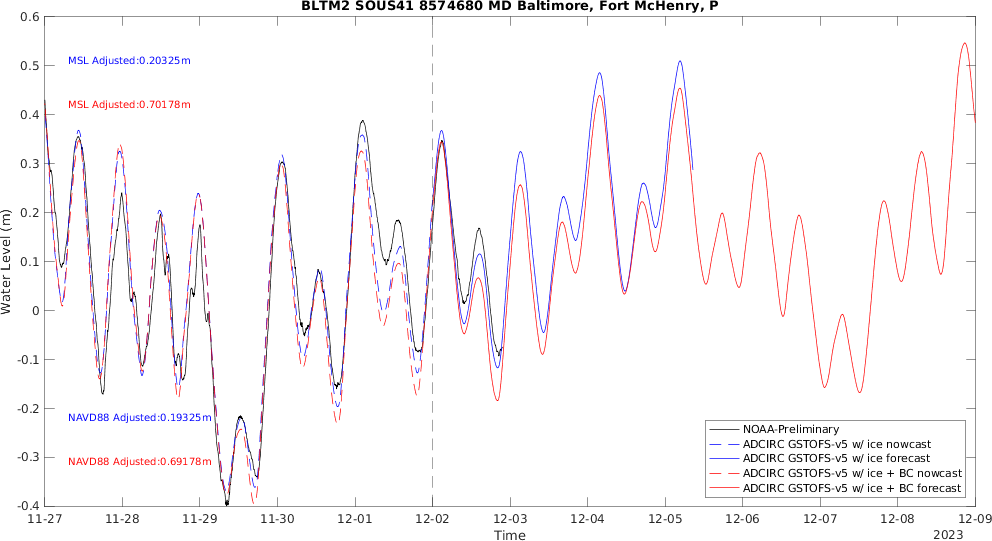 BLTM2 SOUS41 8574680 MD Baltimore, Fort McHenry, P
0.6
0.5
0.4
0.3
0.2
0.1
0
-0.1
-0.2
-0.3
-0.4
Water Level (m)
MSL Adjusted:0.20325m
MSL Adjusted:0.70178m
NAVD88 Adjusted:0.19325m
NAVD88 Adjusted:0.69178m
NOAA-Preliminary
ADCIRC GSTOFS-v5 w/ ice nowcast
ADCIRC GSTOFS-v5 w/ ice forecast
ADCIRC GSTOFS-v5 w/ ice + BC nowcast
ADCIRC GSTOFS-v5 w/ ice + BC forecast
11-27 11-28 11-29 11-30 12-01 12-02 12-03 12-04 12-05 12-06 12-07 12-08 12-09
Time
2023